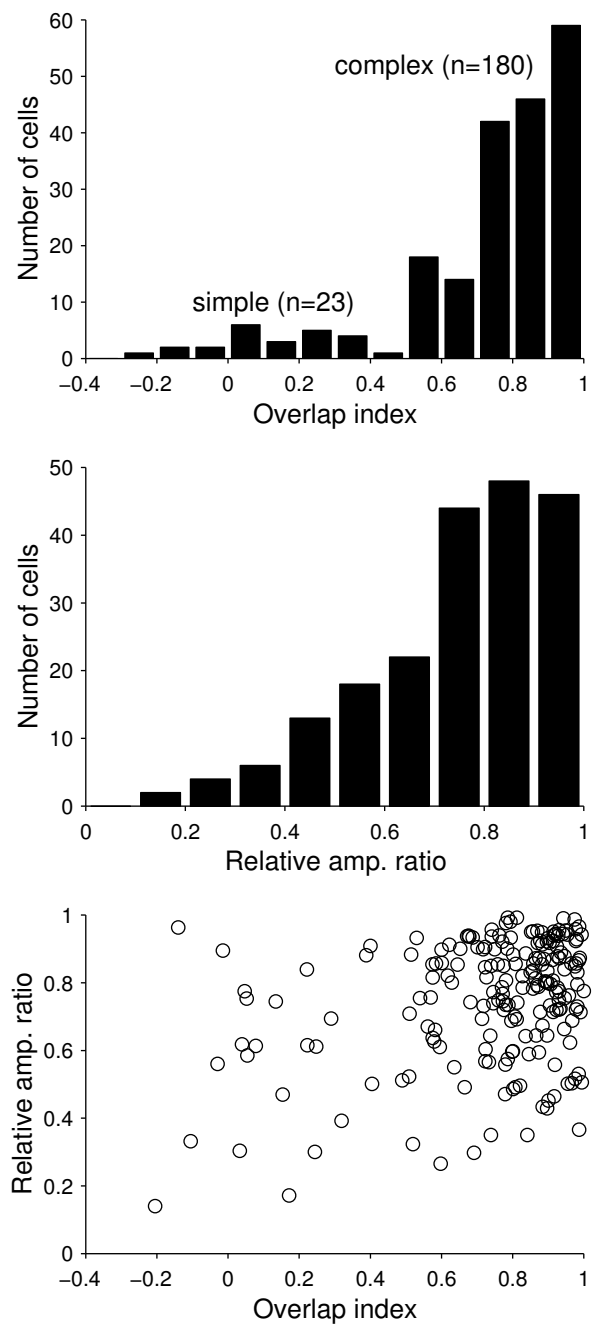 60
50
40
30
20
10
0
Number of cells
complex (n=180)
simple (n=23)
−0.4 −0.2 0 0.2 0.4 0.6 0.8 1
Overlap index
50
40
30
20
10
0
Number of cells
0 0.2 0.4 0.6 0.8 1
Relative amp. ratio
1
0.8
0.6
0.4
0.2
0
Relative amp. ratio
−0.4 −0.2 0 0.2 0.4 0.6 0.8 1
Overlap index